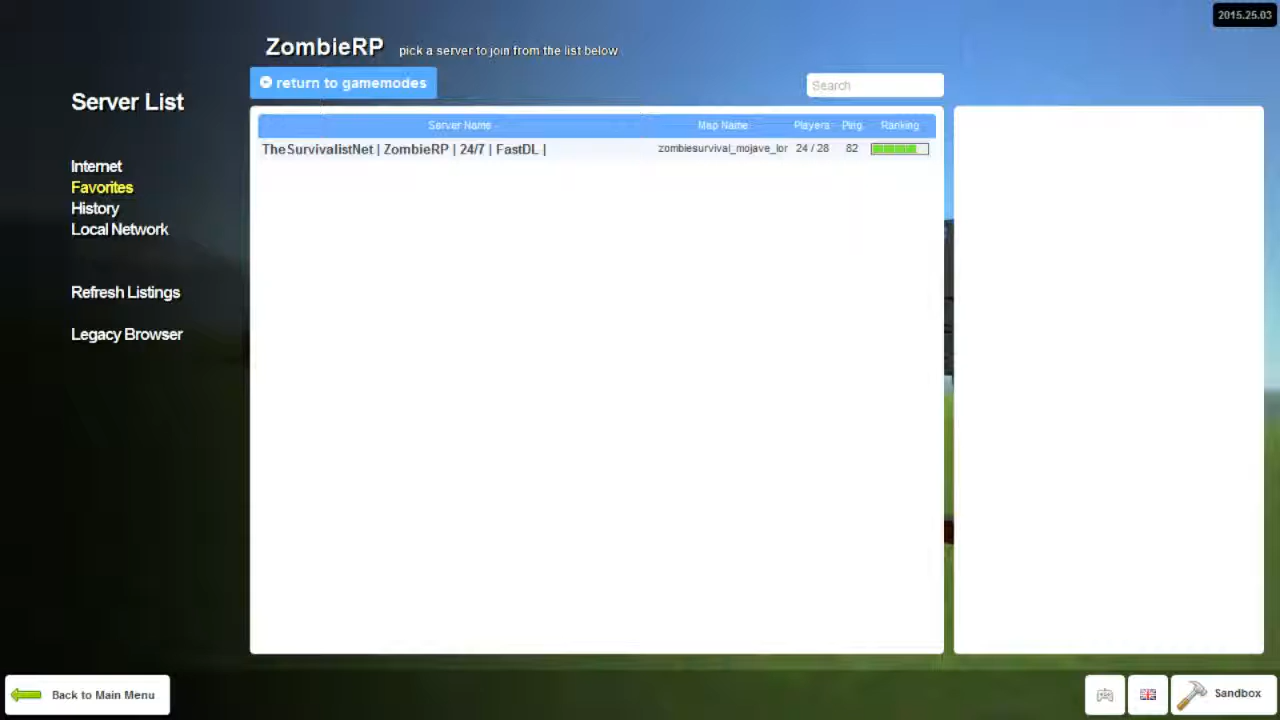 2015.25.03
ZombieRP pick a server to join from the list below
return to gamemodes
Search
Server List
Internet
Favorites
History
Local Network
Refresh Listings
Legacy Browser
Server Name Map Name Players Ping Ranking
TheSurvivalistNet | ZombieRP | 24/7 | FastDL | zombiesurvival_mojave_lor 24 / 28 82
Back to Main Menu
Sandbox